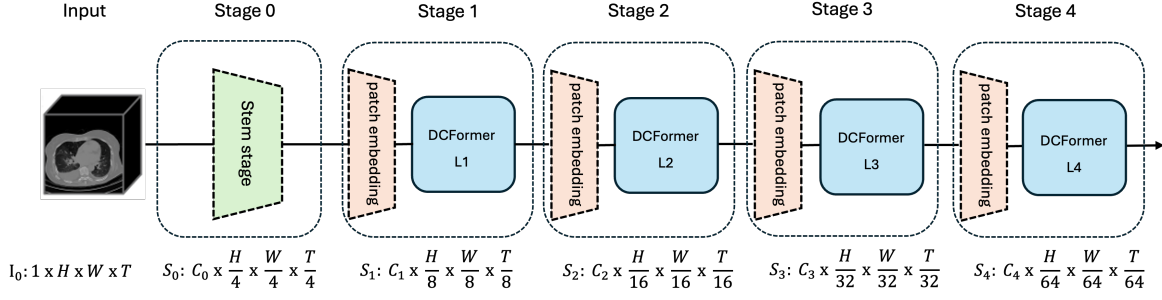 Input Stage 0 Stage 1 Stage 2 Stage 3 Stage 4
Stem stage
patch embedding
DCFormer
L1
patch embedding
DCFormer
L2
patch embedding
DCFormer
L3
patch embedding
DCFormer
L4
I₀: 1 x H x W x T
S₀: C₀ x H/4 x W/4 x T/4
S₁: C₁ x H/8 x W/8 x T/8
S₂: C₂ x H/16 x W/16 x T/16
S₃: C₃ x H/32 x W/32 x T/32
S₄: C₄ x H/64 x W/64 x T/64